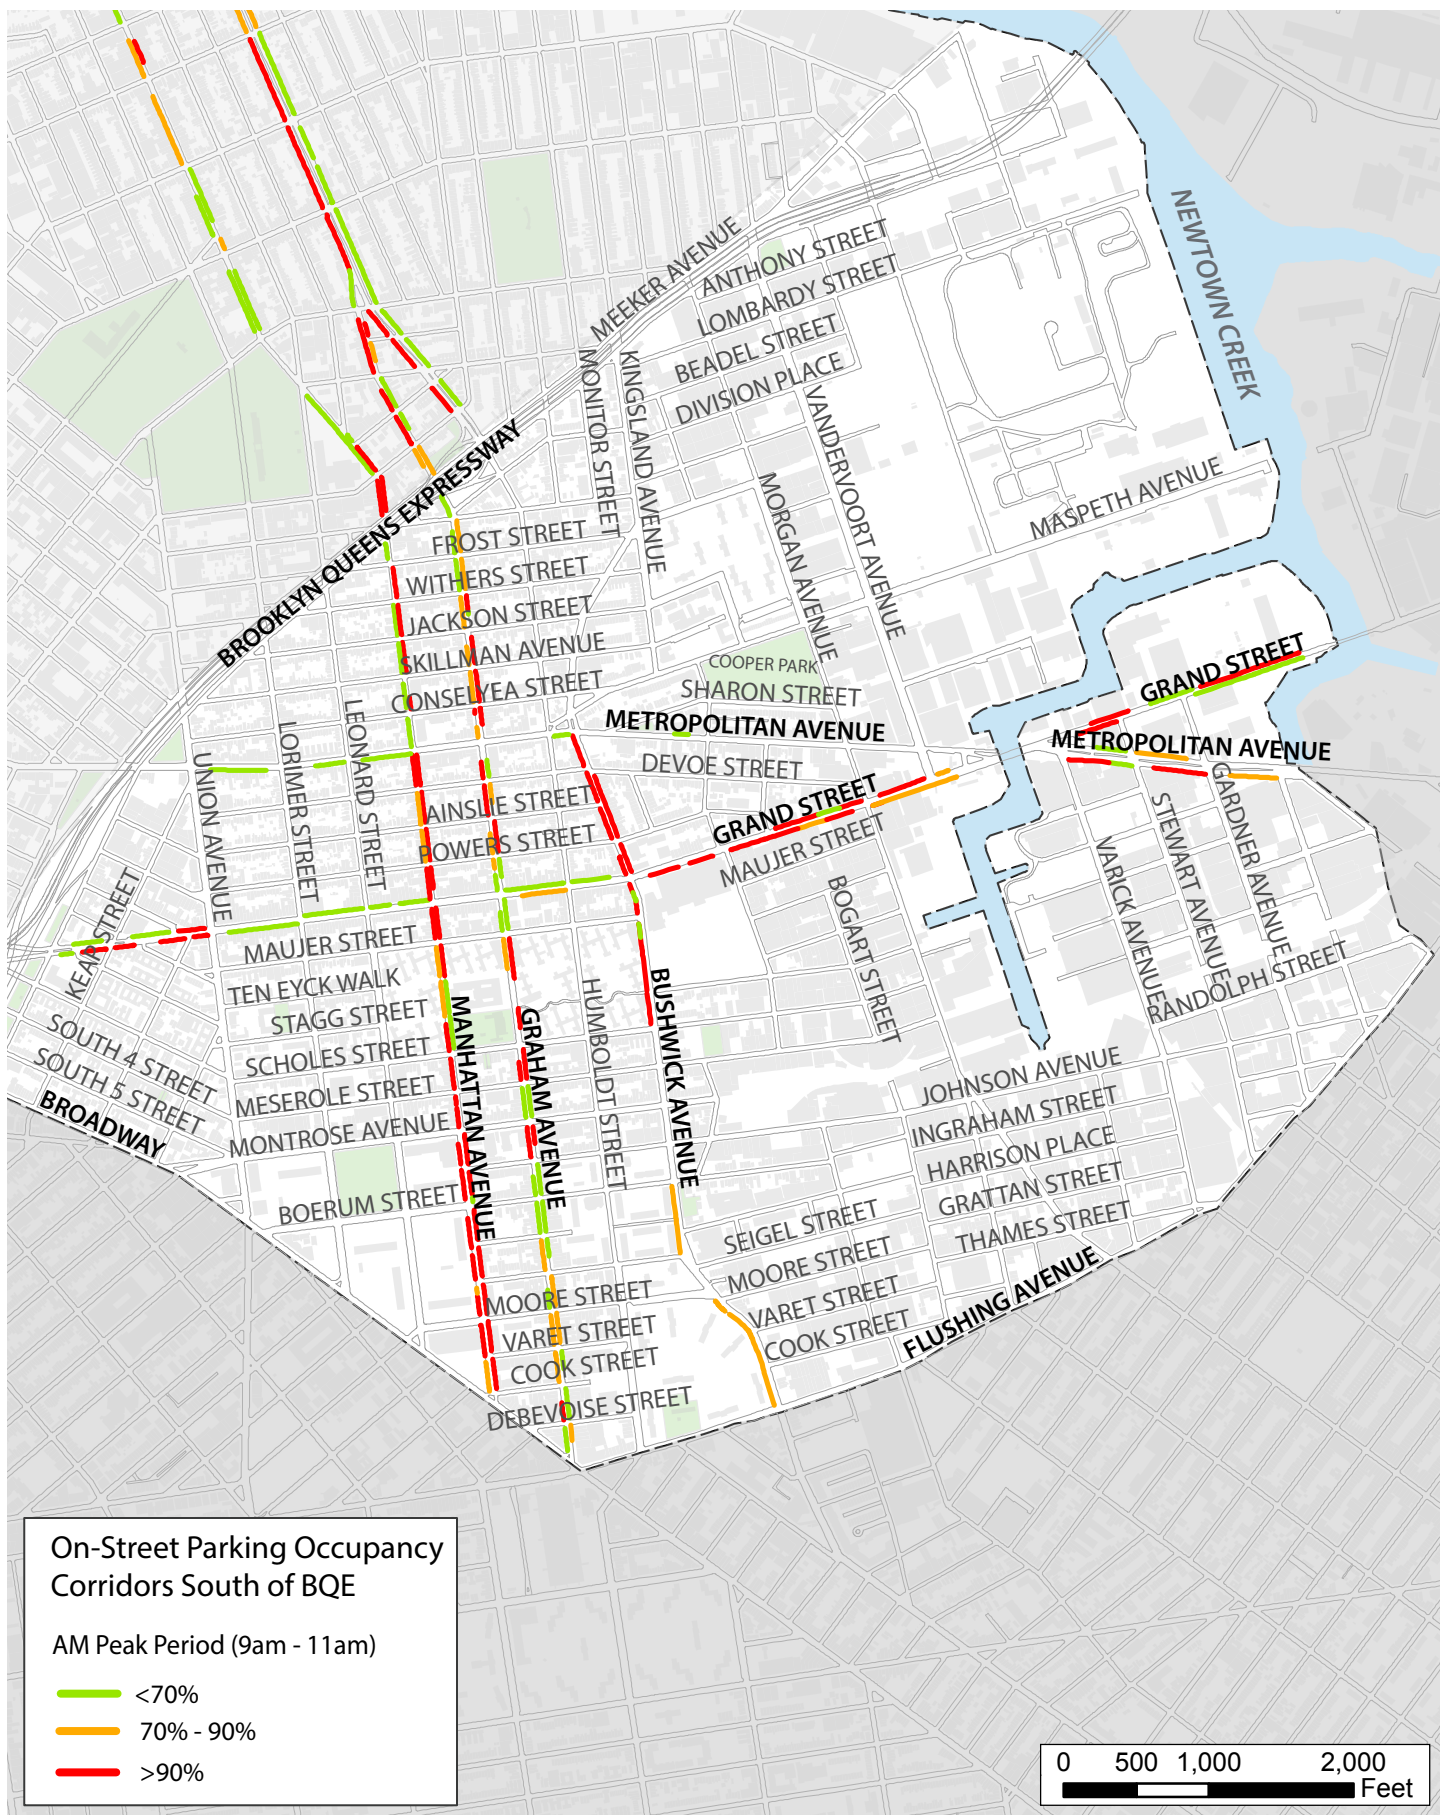 NEWTOWN CREEK
MEEKER AVENUE
ANTHONY STREET
LOMBARDY STREET
BEADEL STREET
DIVISION PLACE
MONITOR STREET
KINGSLAND AVENUE
VANDERVOORT AVENUE
MORGAN AVENUE
MASPETH AVENUE
BROOKLYN QUEENS EXPRESSWAY
FROST STREET
WITHERS STREET
JACKSON STREET
SKILLMAN AVENUE
CONSELYEA STREET
COOPER PARK
SHARON STREET
GRAND STREET
METROPOLITAN AVENUE
METROPOLITAN AVENUE
DEVOE STREET
UNION AVENUE
LORIMER STREET
LEONARD STREET
AINSLIE STREET
POWERS STREET
GRAND STREET
MAUJER STREET
GARDNER AVENUE
STEWART AVENUE
VARICK AVENUE
BOGART STREET
KEAP STREET
MAUJER STREET
TEN EYCK WALK
STAGG STREET
SCHOLES STREET
MESEROLE STREET
MONTROSE AVENUE
SOUTH 4 STREET
SOUTH 5 STREET
BROADWAY
MANHATTAN AVENUE
GRAHAM AVENUE
HUMBOLDT STREET
BUSHWICK AVENUE
RANDOLPH STREET
JOHNSON AVENUE
INGRAHAM STREET
HARRISON PLACE
GRATTAN STREET
THAMES STREET
BOERUM STREET
SEIGEL STREET
MOORE STREET
VARET STREET
COOK STREET
FLUSHING AVENUE
MOORE STREET
VARET STREET
COOK STREET
DEBEVOISE STREET
On-Street Parking Occupancy
Corridors South of BQE
AM Peak Period (9am - 11am)
<70%
70% - 90%
>90%
0 500 1,000 2,000
Feet